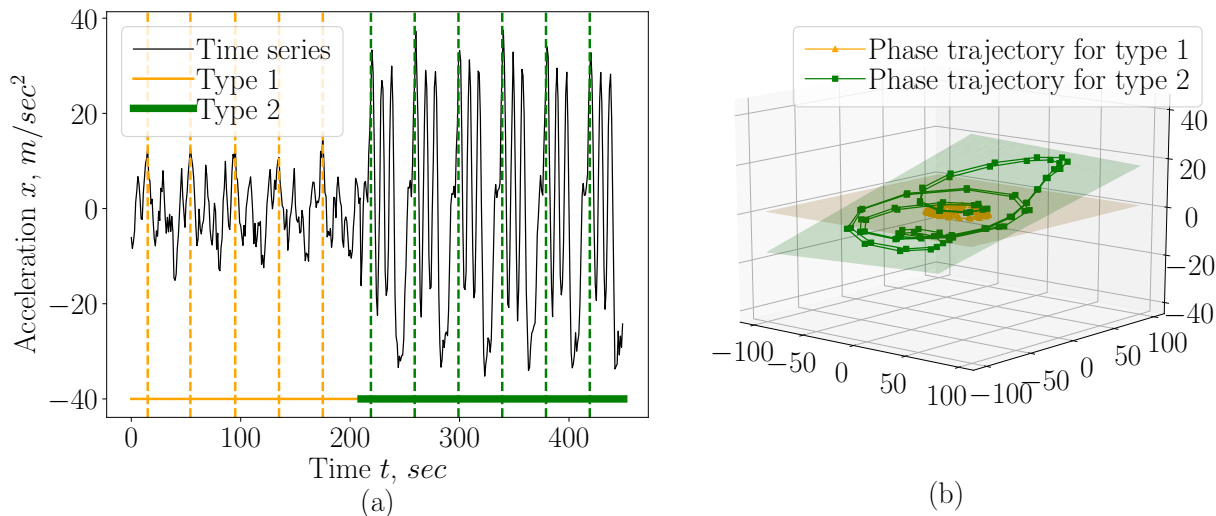 Acceleration x, m/sec²
40
20
0
−20
−40
Time series
Type 1
Type 2
0
100
200
300
400
Time t, sec
(a)
Phase trajectory for type 1
Phase trajectory for type 2
40
20
0
−20
−40
−100
−50
0
50
100
−100
−50
0
50
100
(b)